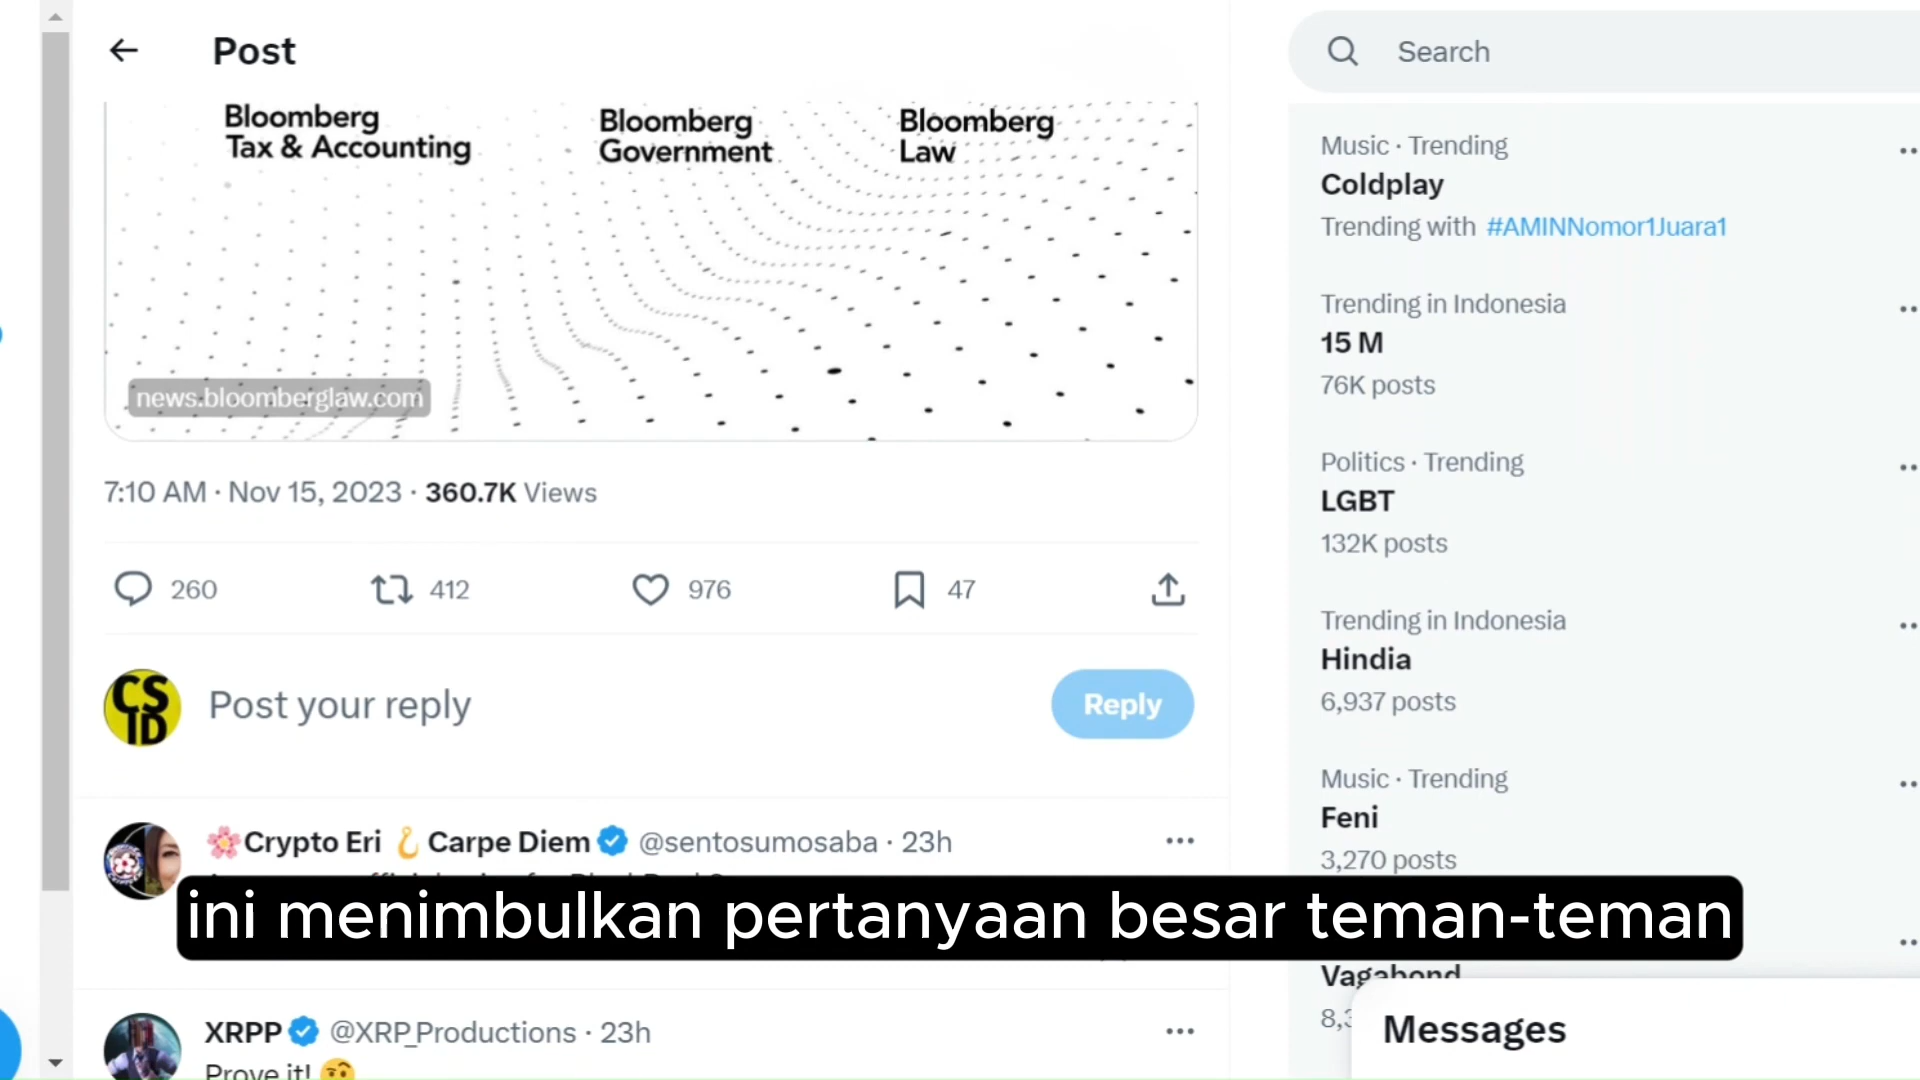 Post
Bloomberg
Tax & Accounting
Bloomberg
Government
Bloomberg
Law
news.bloomberglaw.com
7:10 AM · Nov 15, 2023 · 360.7K Views
260
412
976
47
CS
ID
Post your reply
Reply
🌸Crypto Eri 🪝 Carpe Diem @sentosumosaba · 23h
ini menimbulkan pertanyaan besar teman-teman
XRPP @XRP_Productions · 23h
Prove it! 🤨
Search
Music · Trending
Coldplay
Trending with #AMINNomor1Juara1
Trending in Indonesia
15 M
76K posts
Politics · Trending
LGBT
132K posts
Trending in Indonesia
Hindia
6,937 posts
Music · Trending
Feni
3,270 posts
Vagabond
Messages